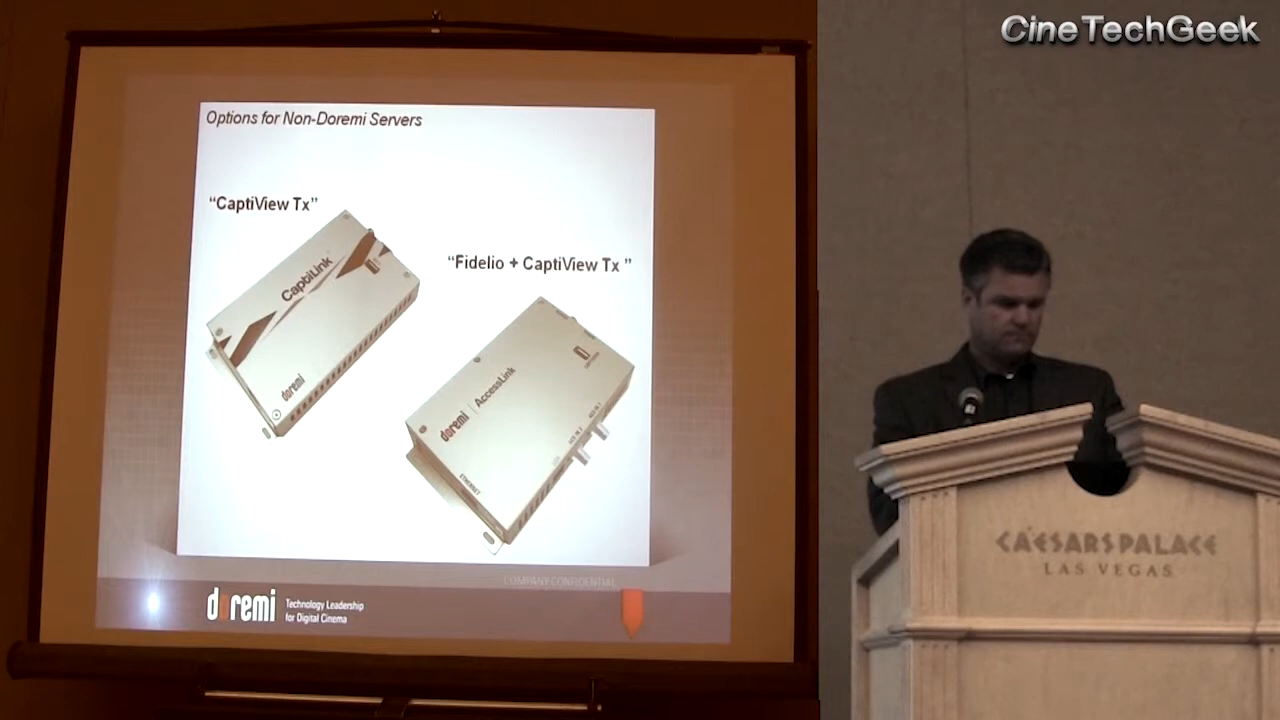 CineTechGeek
Options for Non-Doremi Servers
“CaptiView Tx”
CaptiLink
doremi
“Fidelio + CaptiView Tx ”
doremi | AccessLink
ETHERNET
COMPANY CONFIDENTIAL
doremi
Technology Leadership
for Digital Cinema
CAESARS PALACE
LAS VEGAS